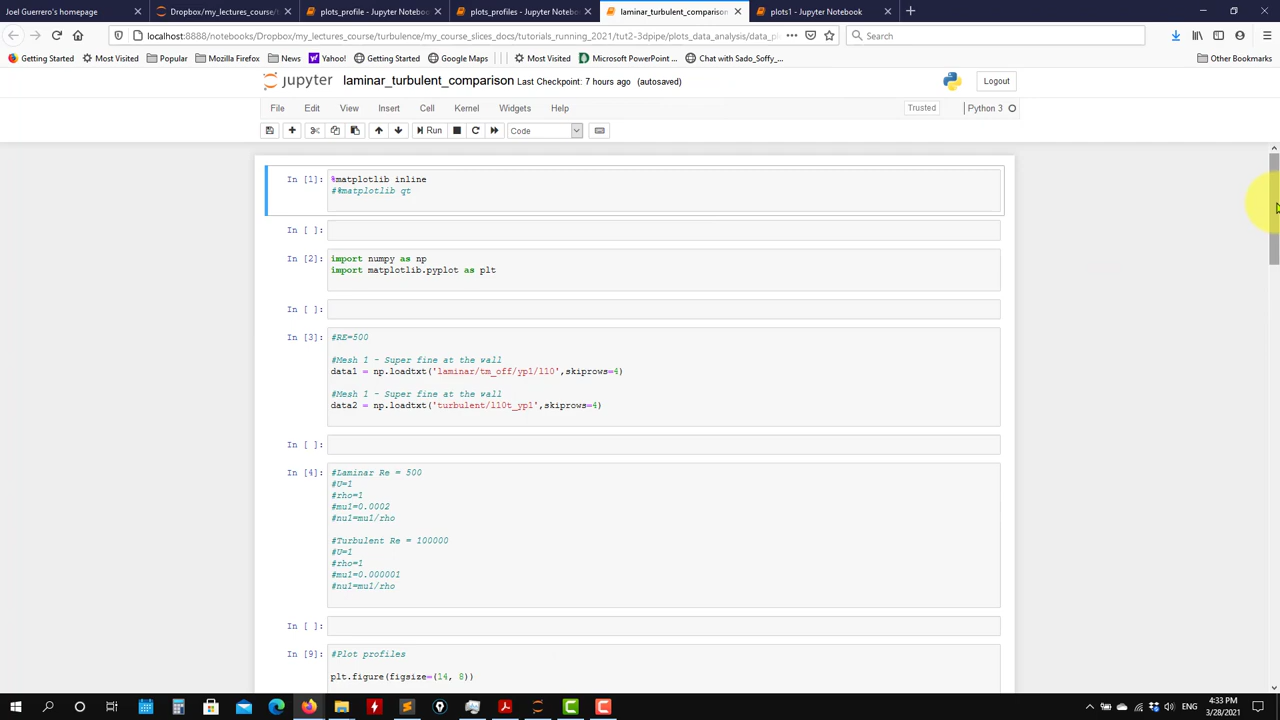 Joel Guerrero's homepage
Dropbox/my_lectures_course/t
plots_profile - Jupyter Notebook
plots_profiles - Jupyter Notebook
laminar_turbulent_comparison
plots1 - Jupyter Notebook
localhost:8888/notebooks/Dropbox/my_lectures_course/turbulence/my_course_slices_docs/tutorials_running_2021/tut2-3dpipe/plots_data_analysis/data_pl
Search
Getting Started
Most Visited
Popular
Mozilla Firefox
News
Yahoo!
Getting Started
Google Maps
Most Visited
Microsoft PowerPoint ...
Chat with Sado_Soffy_...
Other Bookmarks
jupyter laminar_turbulent_comparison Last Checkpoint: 7 hours ago (autosaved)
Logout
File Edit View Insert Cell Kernel Widgets Help
Trusted
Python 3
Run
Code
In [1]: %matplotlib inline
#%matplotlib qt
In [ ]:
In [2]: import numpy as np
import matplotlib.pyplot as plt
In [ ]:
In [3]: #RE=500
#Mesh 1 - Super fine at the wall
data1 = np.loadtxt('laminar/tm_off/yp1/l10',skiprows=4)
#Mesh 1 - Super fine at the wall
data2 = np.loadtxt('turbulent/l10t_yp1',skiprows=4)
In [ ]:
In [4]: #Laminar Re = 500
#U=1
#rho=1
#mu1=0.0002
#nu1=mu1/rho
#Turbulent Re = 100000
#U=1
#rho=1
#mu1=0.000001
#nu1=mu1/rho
In [ ]:
In [9]: #Plot profiles
plt.figure(figsize=(14, 8))
ENG
4:33 PM
3/28/2021